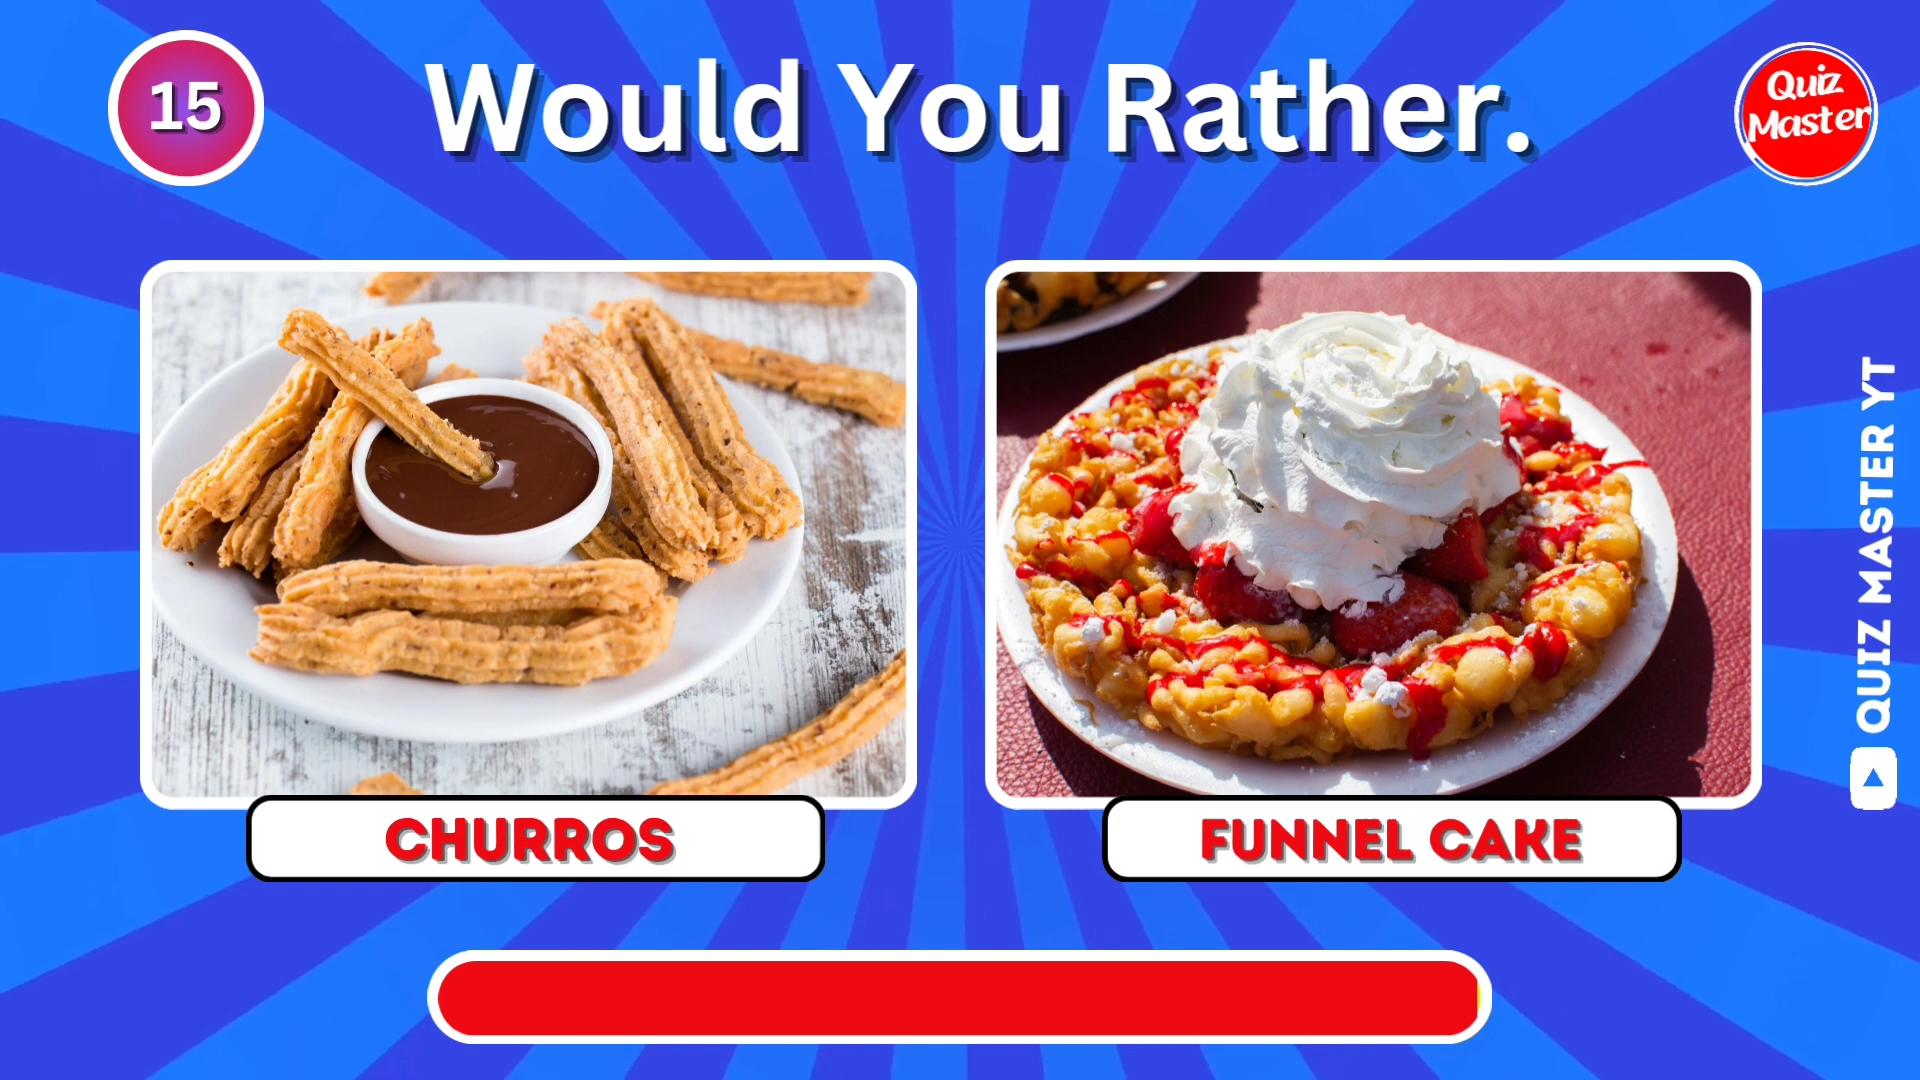 15
Would You Rather.
Quiz
Master
CHURROS
FUNNEL CAKE
QUIZ MASTER YT